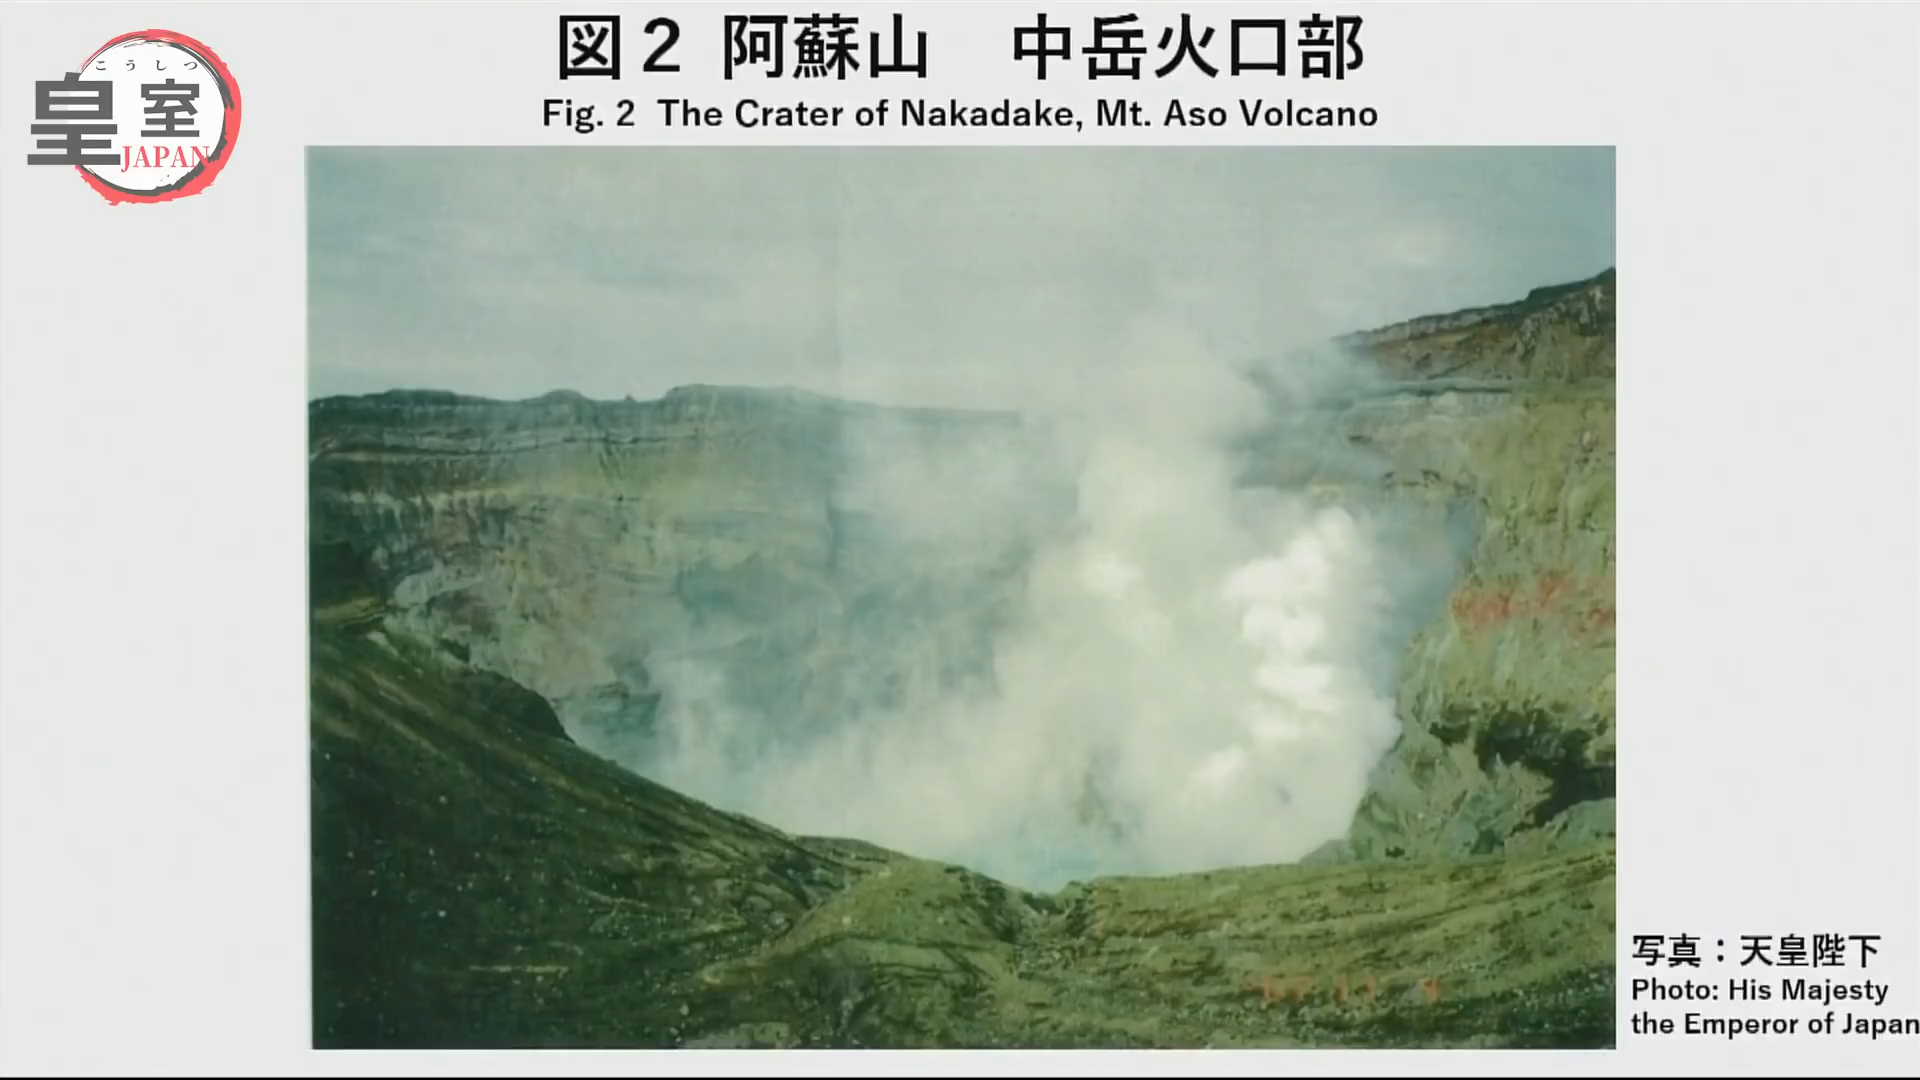 図2 阿蘇山 中岳火口部
Fig. 2 The Crater of Nakadake, Mt. Aso Volcano
こうしつ
皇室
JAPAN
写真：天皇陛下
Photo: His Majesty
the Emperor of Japan